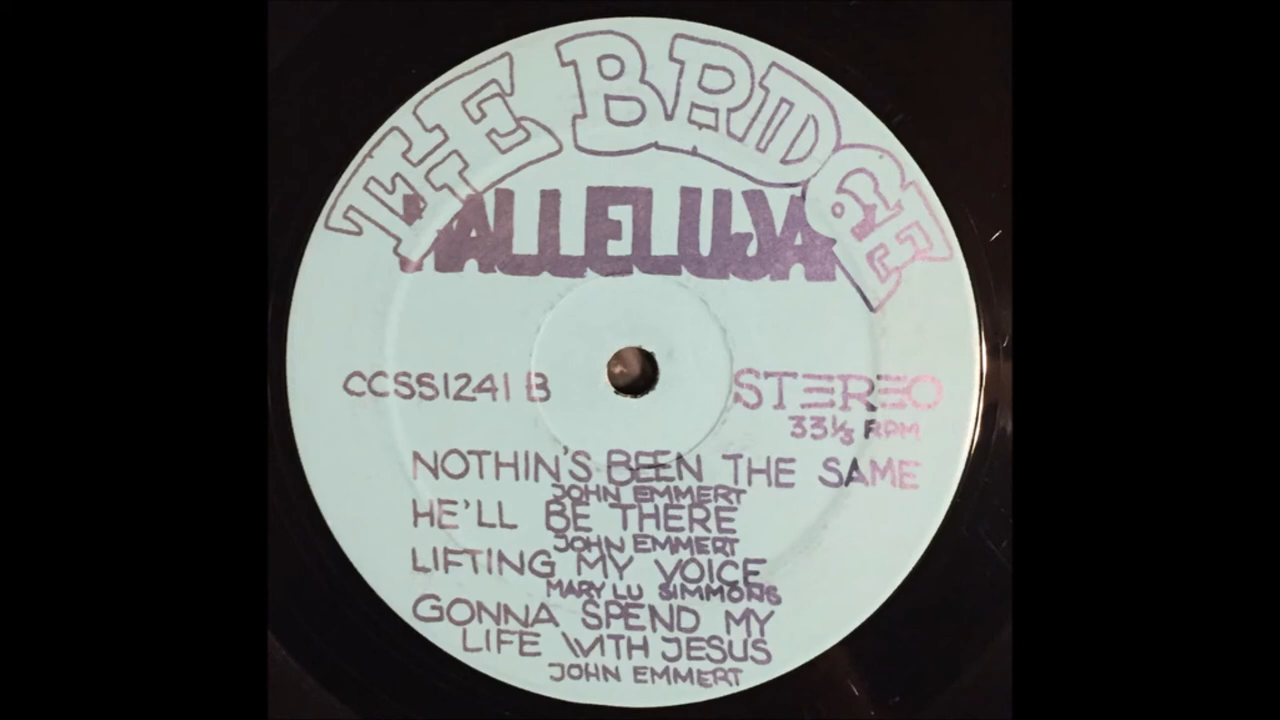 THE BRIDGE
HALLELUJA
CCSS1241 B
STEREO
33⅓ RPM
NOTHIN'S BEEN THE SAME
JOHN EMMERT
HE'LL BE THERE
JOHN EMMERT
LIFTING MY VOICE
MARY LU SIMMONS
GONNA SPEND MY
LIFE WITH JESUS
JOHN EMMERT